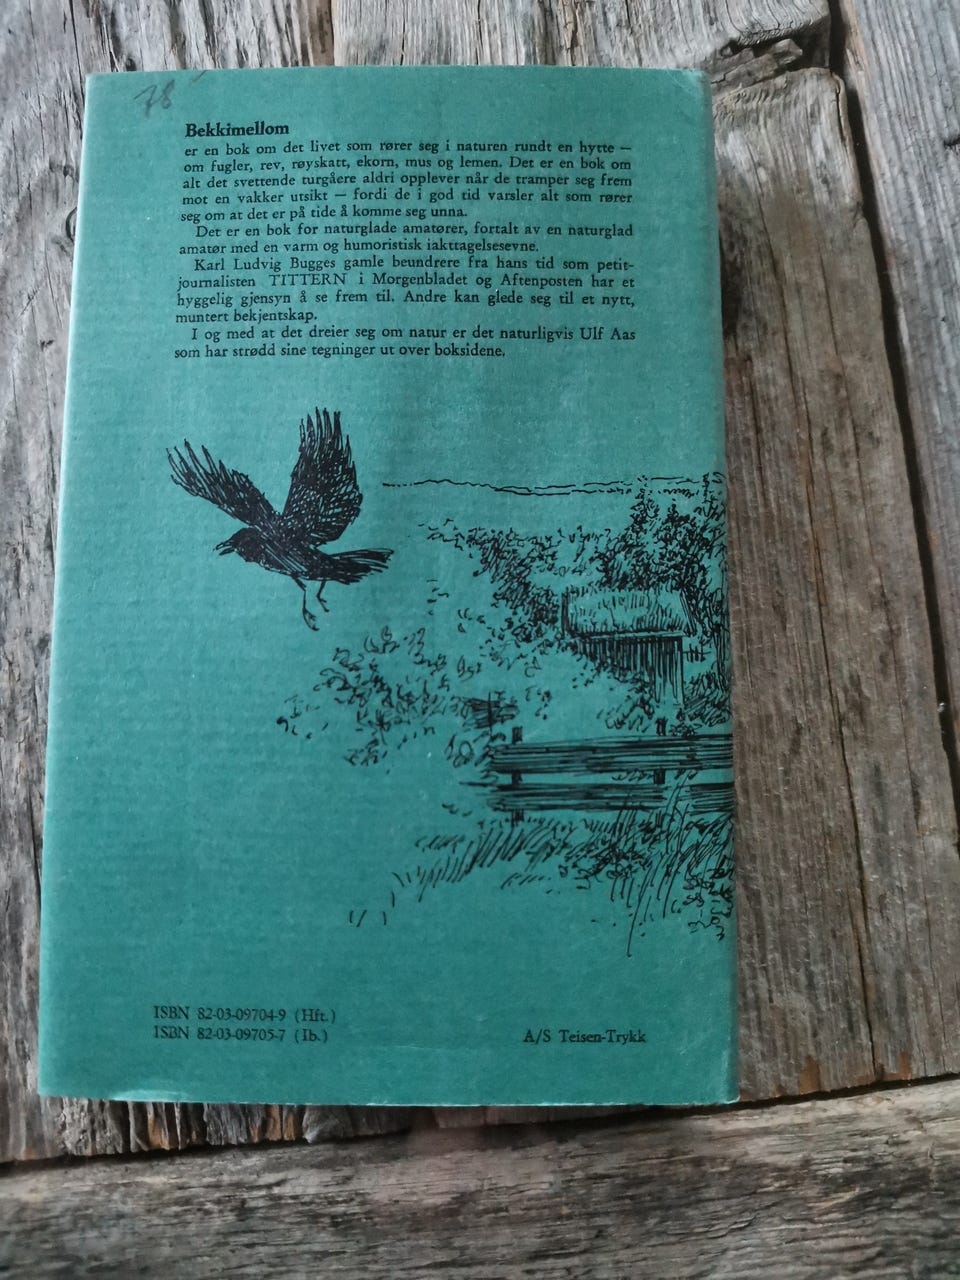 78
Bekkimellom
er en bok om det livet som rører seg i naturen rundt en hytte —
om fugler, rev, røyskatt, ekorn, mus og lemen. Det er en bok om
alt det svettende turgåere aldri opplever når de tramper seg frem
mot en vakker utsikt — fordi de i god tid varsler alt som rører
seg om at det er på tide å komme seg unna.
Det er en bok for naturglade amatører, fortalt av en naturglad
amatør med en varm og humoristisk iakttagelsesevne.
Karl Ludvig Bugges gamle beundrere fra hans tid som petit-
journalisten TITTERN i Morgenbladet og Aftenposten har et
hyggelig gjensyn å se frem til. Andre kan glede seg til et nytt,
muntert bekjentskap.
I og med at det dreier seg om natur er det naturligvis Ulf Aas
som har strødd sine tegninger ut over boksidene.
ISBN 82-03-09704-9 (Hft.)
ISBN 82-03-09705-7 (Ib.)
A/S Teisen-Trykk